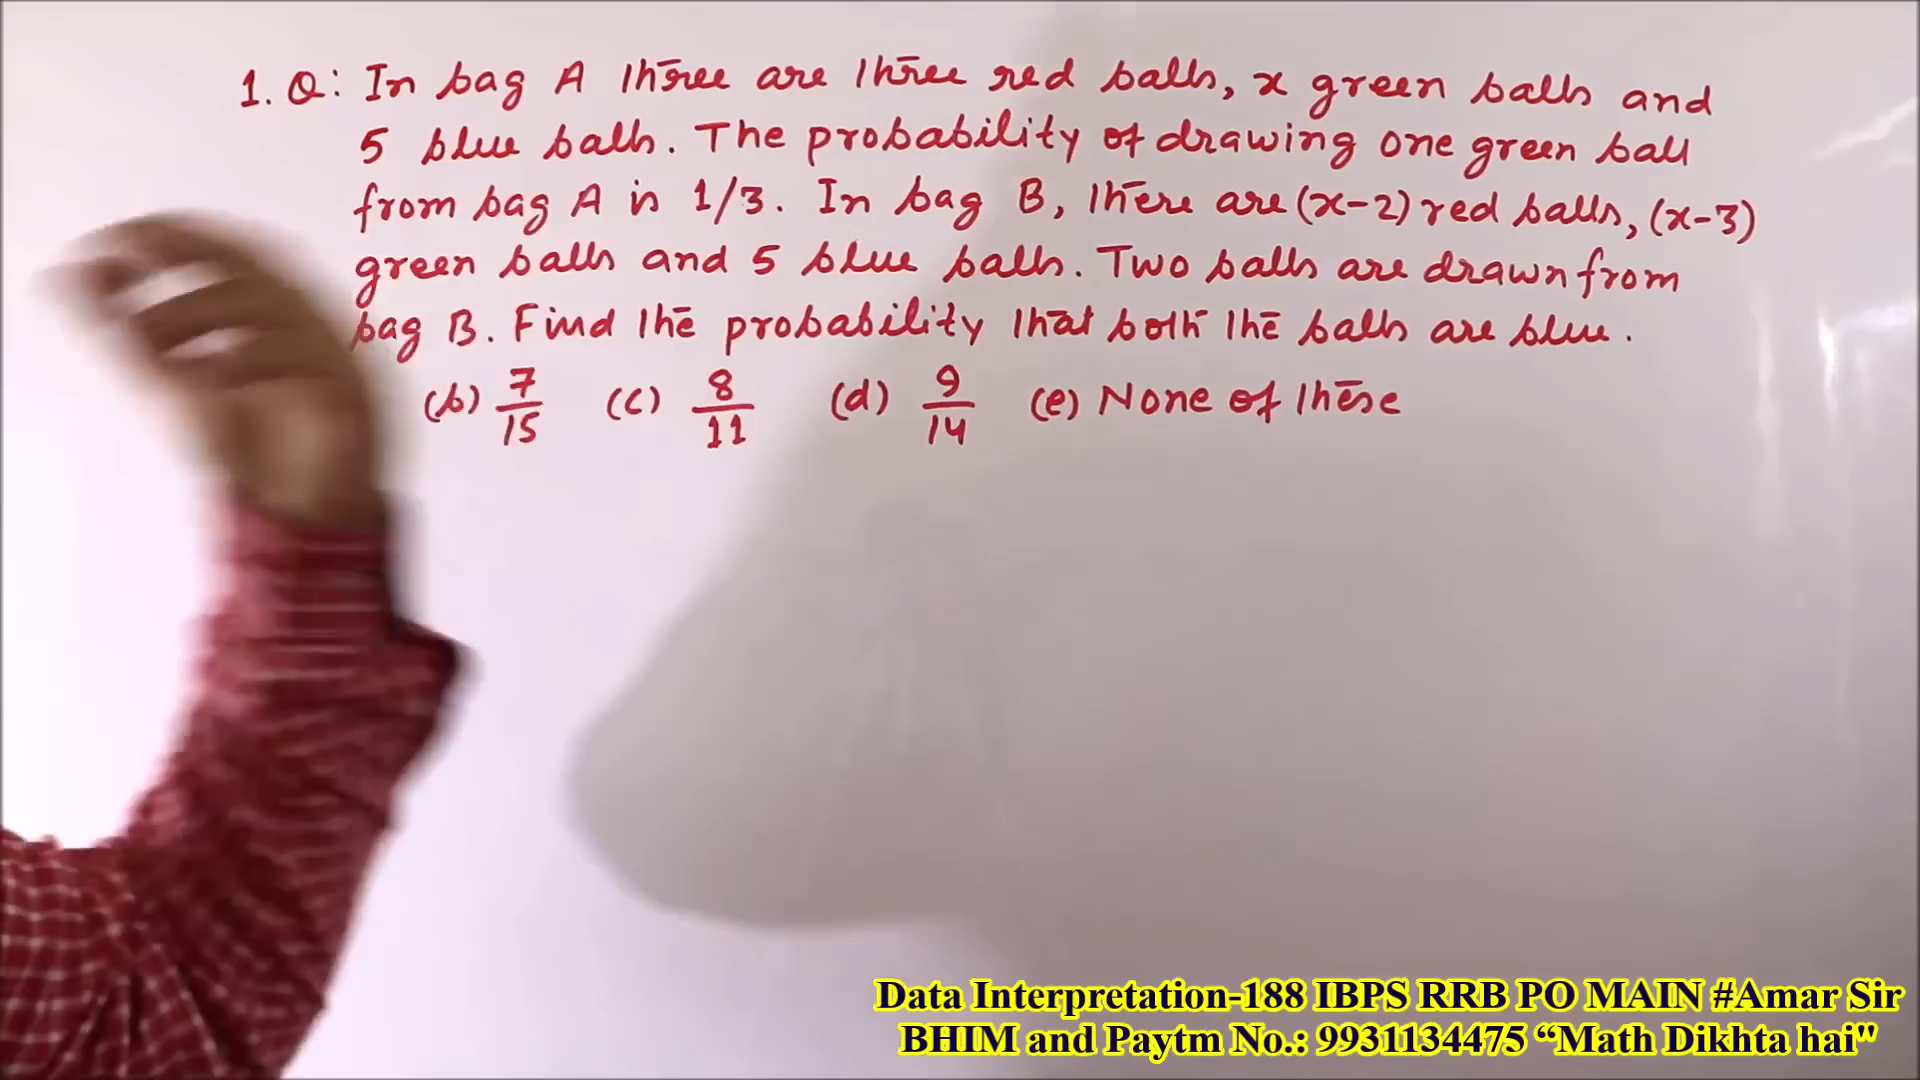 1. Q: In bag A there are three red balls, x green balls and
5 blue balls. The probability of drawing one green ball
from bag A is 1/3. In bag B, there are (x-2) red balls, (x-3)
green balls and 5 blue balls. Two balls are drawn from
bag B. Find the probability that both the balls are blue.
(b) 7/15 (c) 8/11 (d) 9/14 (e) None of these
Data Interpretation-188 IBPS RRB PO MAIN #Amar Sir
BHIM and Paytm No.: 9931134475 “Math Dikhta hai"